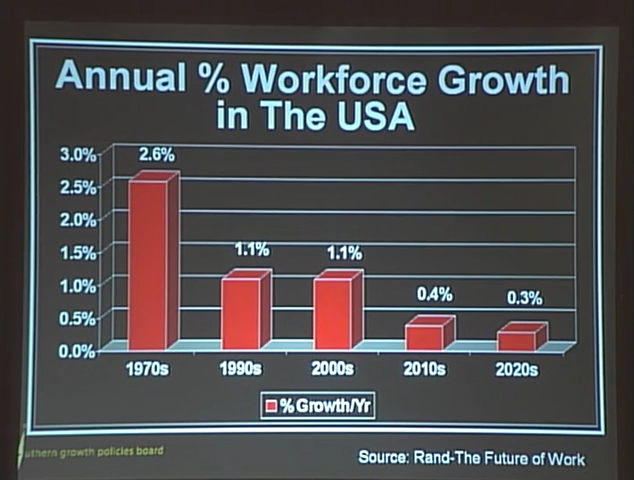 Annual % Workforce Growth
in The USA
3.0%
2.5%
2.0%
1.5%
1.0%
0.5%
0.0%
2.6%
1.1%
1.1%
0.4%
0.3%
1970s
1990s
2000s
2010s
2020s
% Growth/Yr
growth policies board
Source: Rand-The Future of Work